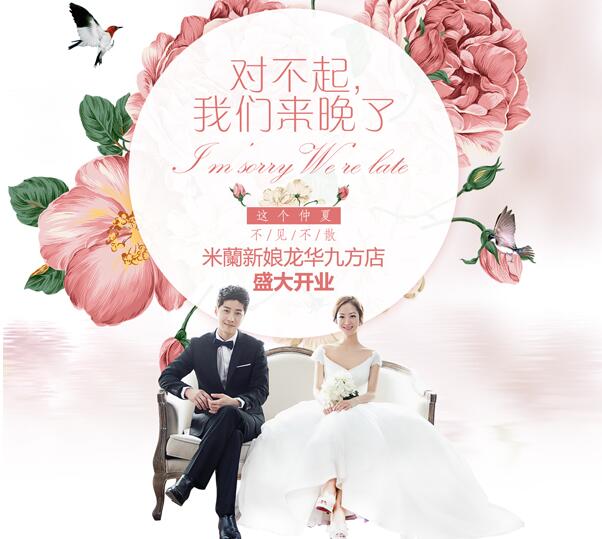 对不起,
我们来晚了
I'm sorry We're late
这个仲夏
不/见/不/散
米蘭新娘龙华九方店
盛大开业